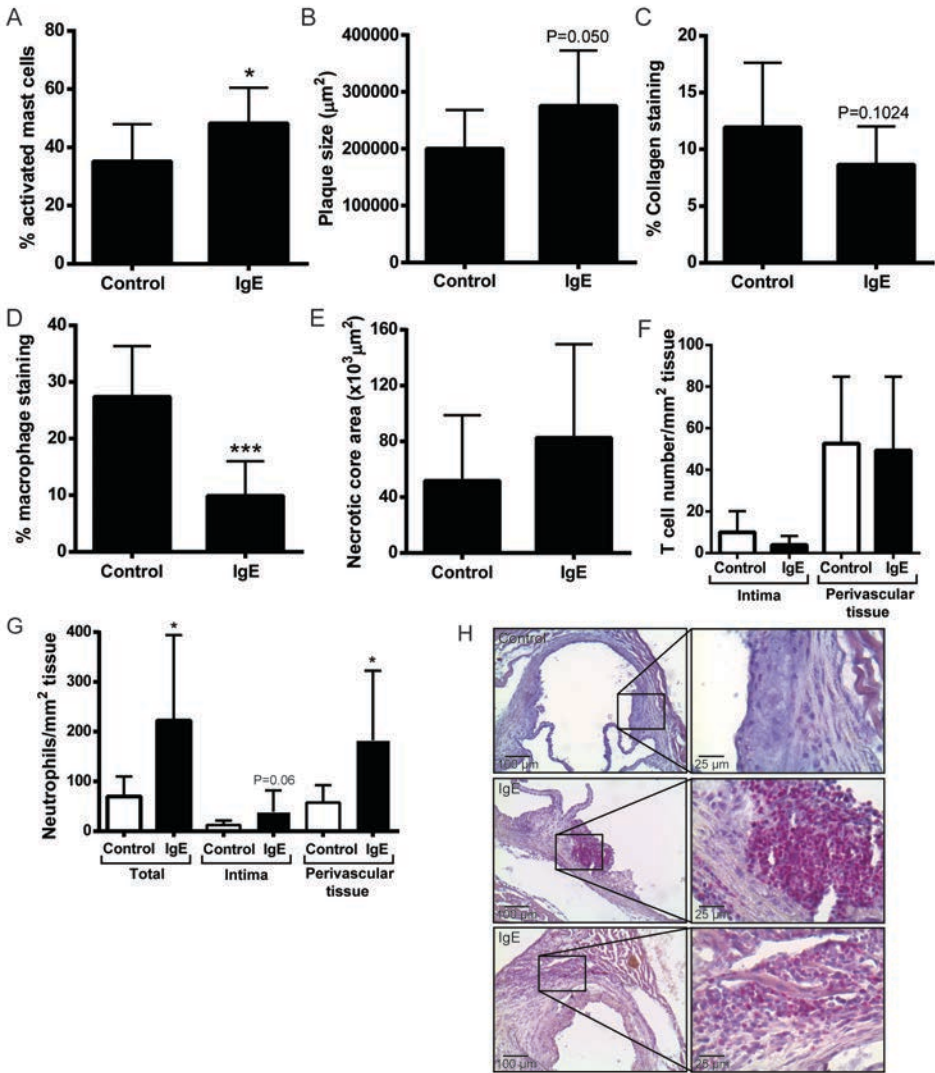 A
% activated mast cells
80
60
40
20
0
*
Control
IgE
B
Plaque size (μm²)
400000
300000
200000
100000
0
P=0.050
Control
IgE
C
% Collagen staining
20
15
10
5
0
P=0.1024
Control
IgE
D
% macrophage staining
40
30
20
10
0
***
Control
IgE
E
Necrotic core area (x10³μm²)
160
120
80
40
0
Control
IgE
F
T cell number/mm² tissue
100
80
60
40
20
0
Control
IgE
Control
IgE
Intima
Perivascular
tissue
G
Neutrophils/mm² tissue
400
300
200
100
0
*
P=0.06
*
Control
IgE
Control
IgE
Control
IgE
Total
Intima
Perivascular
tissue
H
Control
100 μm
25 μm
IgE
100 μm
25 μm
IgE
100 μm
25 μm